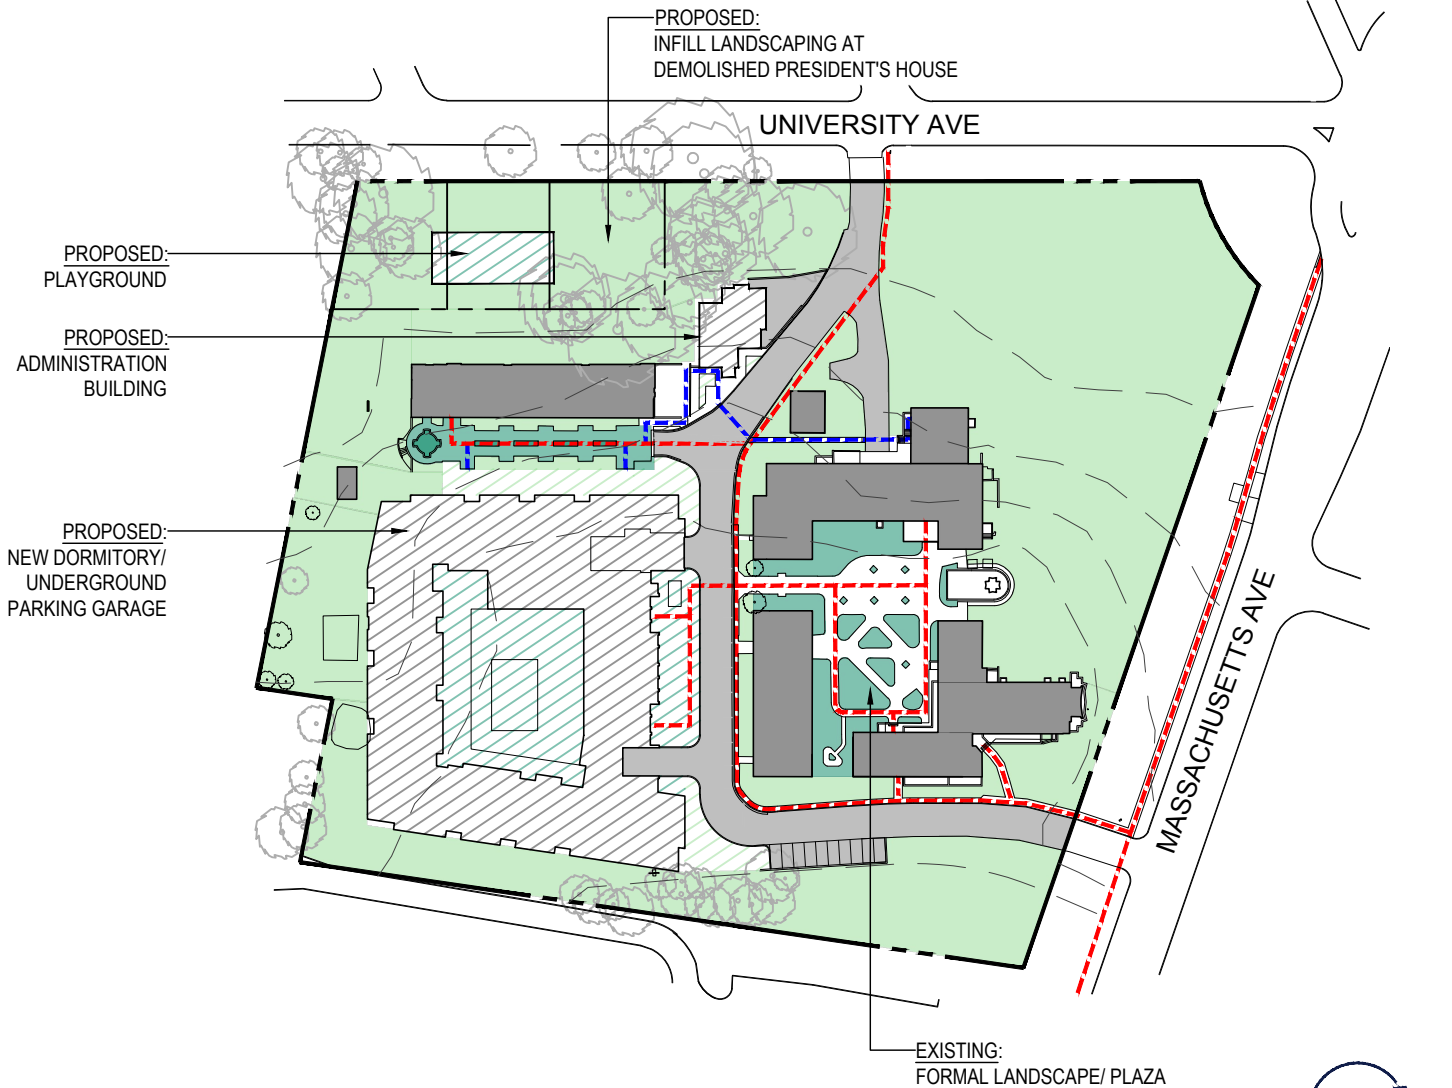 PROPOSED:
INFILL LANDSCAPING AT
DEMOLISHED PRESIDENT'S HOUSE
UNIVERSITY AVE
PROPOSED:
PLAYGROUND
PROPOSED:
ADMINISTRATION
BUILDING
PROPOSED:
NEW DORMITORY/
UNDERGROUND
PARKING GARAGE
MASSACHUSETTS AVE
EXISTING:
FORMAL LANDSCAPE/ PLAZA